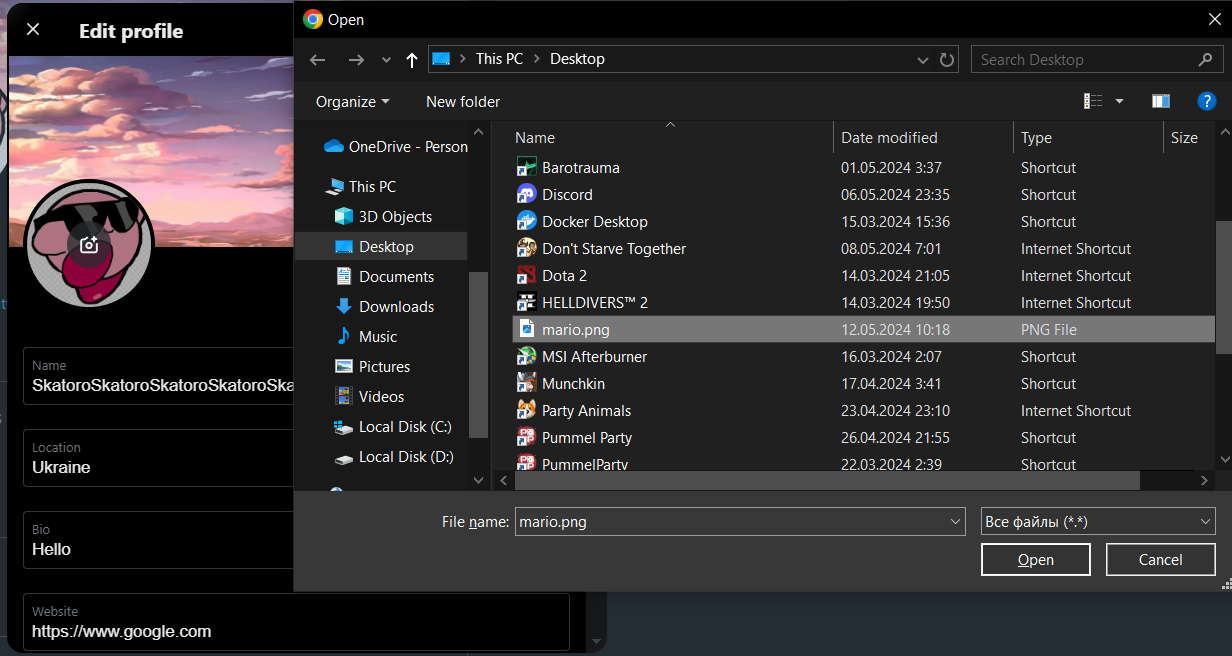 Edit profile
Name
SkatoroSkatoroSkatoroSkatoroSka
Location
Ukraine
Bio
Hello
Website
https://www.google.com
Open
This PC
Desktop
Search Desktop
Organize
New folder
OneDrive - Person
This PC
3D Objects
Desktop
Documents
Downloads
Music
Pictures
Videos
Local Disk (C:)
Local Disk (D:)
Name Date modified Type Size
Barotrauma 01.05.2024 3:37 Shortcut
Discord 06.05.2024 23:35 Shortcut
Docker Desktop 15.03.2024 15:36 Shortcut
Don't Starve Together 08.05.2024 7:01 Internet Shortcut
Dota 2 14.03.2024 21:05 Internet Shortcut
HELLDIVERS™ 2 14.03.2024 19:50 Internet Shortcut
mario.png 12.05.2024 10:18 PNG File
MSI Afterburner 16.03.2024 2:07 Shortcut
Munchkin 17.04.2024 3:41 Shortcut
Party Animals 23.04.2024 23:10 Internet Shortcut
Pummel Party 26.04.2024 21:55 Shortcut
PummelParty 22.03.2024 2:39 Shortcut
File name: mario.png
Все файлы (*.*)
Open
Cancel